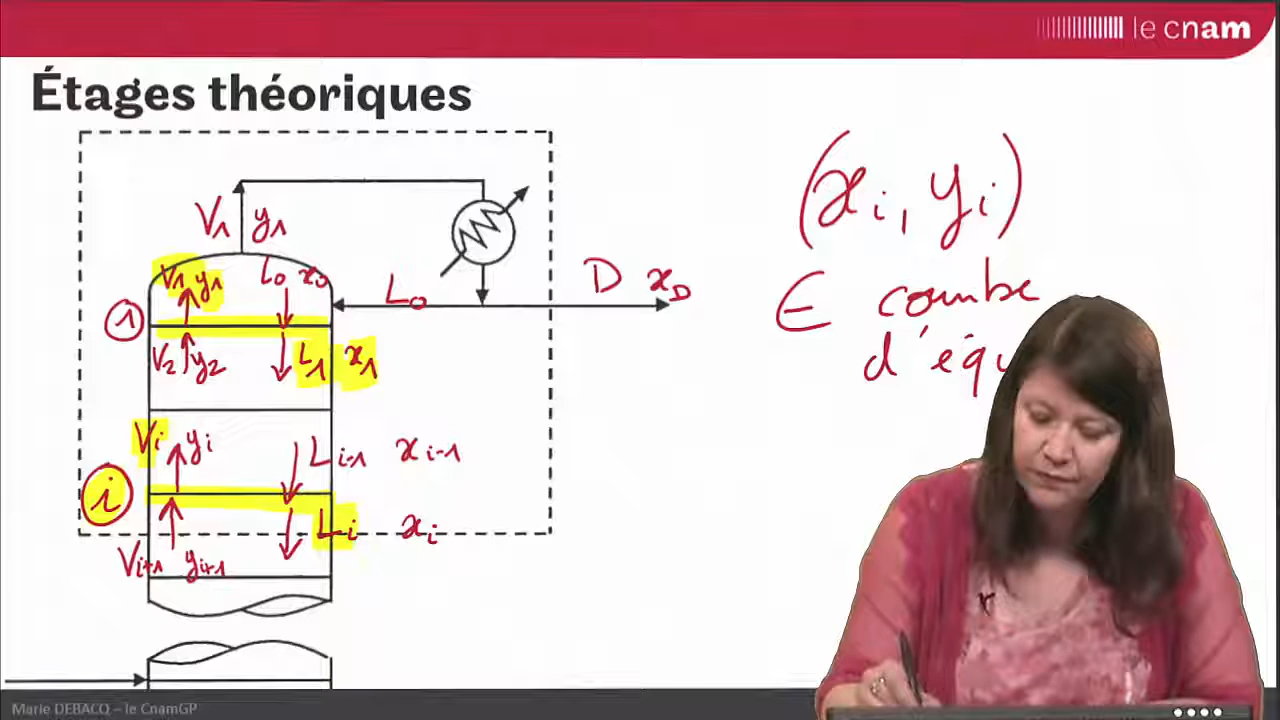 le cnam
Étages théoriques
V1 y1
V1 y1 L0 x0
L0 D xD
1
V2 y2 L1 x1
Vi yi Li-1 xi-1
i
Li xi
Vi+1 yi+1
(xi, yi)
∈ courbe
d'équ
Marie DEBACQ – le CnamGP